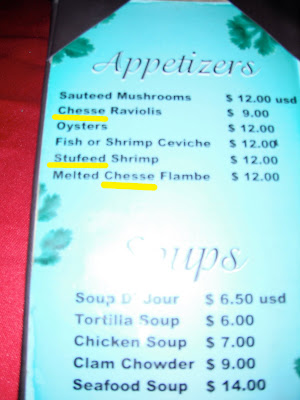 Appetizers
Sauteed Mushrooms $ 12.00 usd
Chesse Raviolis $ 9.00
Oysters $ 12.00
Fish or Shrimp Ceviche $ 12.00
Stufeed Shrimp $ 12.00
Melted Chesse Flambe $ 12.00
Soups
Soup D' Jour $ 6.50 usd
Tortilla Soup $ 6.00
Chicken Soup $ 7.00
Clam Chowder $ 9.00
Seafood Soup $ 14.00